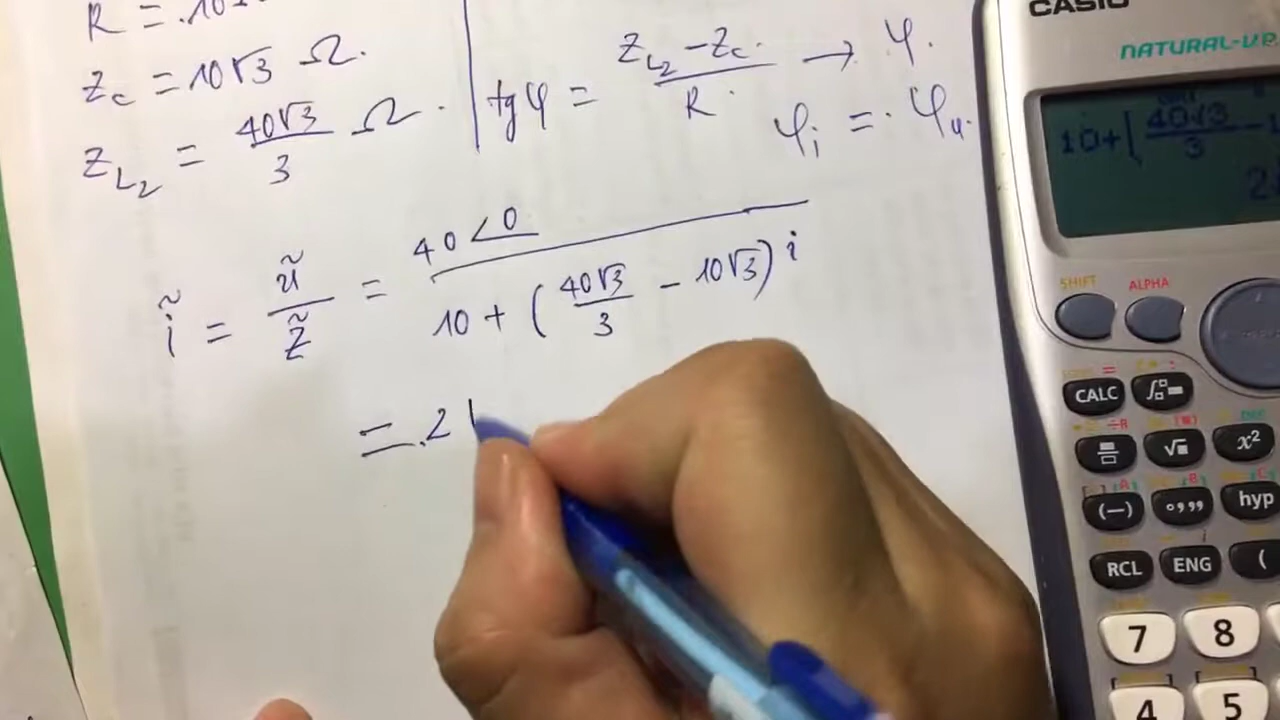 R = 10
Z_C = 10√3 Ω.
Z_L2 = 40√3/3 Ω.
tgφ = (Z_L2 − Z_C)/R → φ.
φ_i = φ_u.
ĩ = ũ/Z̃ = 40∠0 / (10 + (40√3/3 − 10√3)i)
= 2
CASIO
NATURAL-V.P.
10+(40√3/3−1
2
SHIFT ALPHA
CALC
x²
(−) hyp
RCL ENG (
7 8
4 5